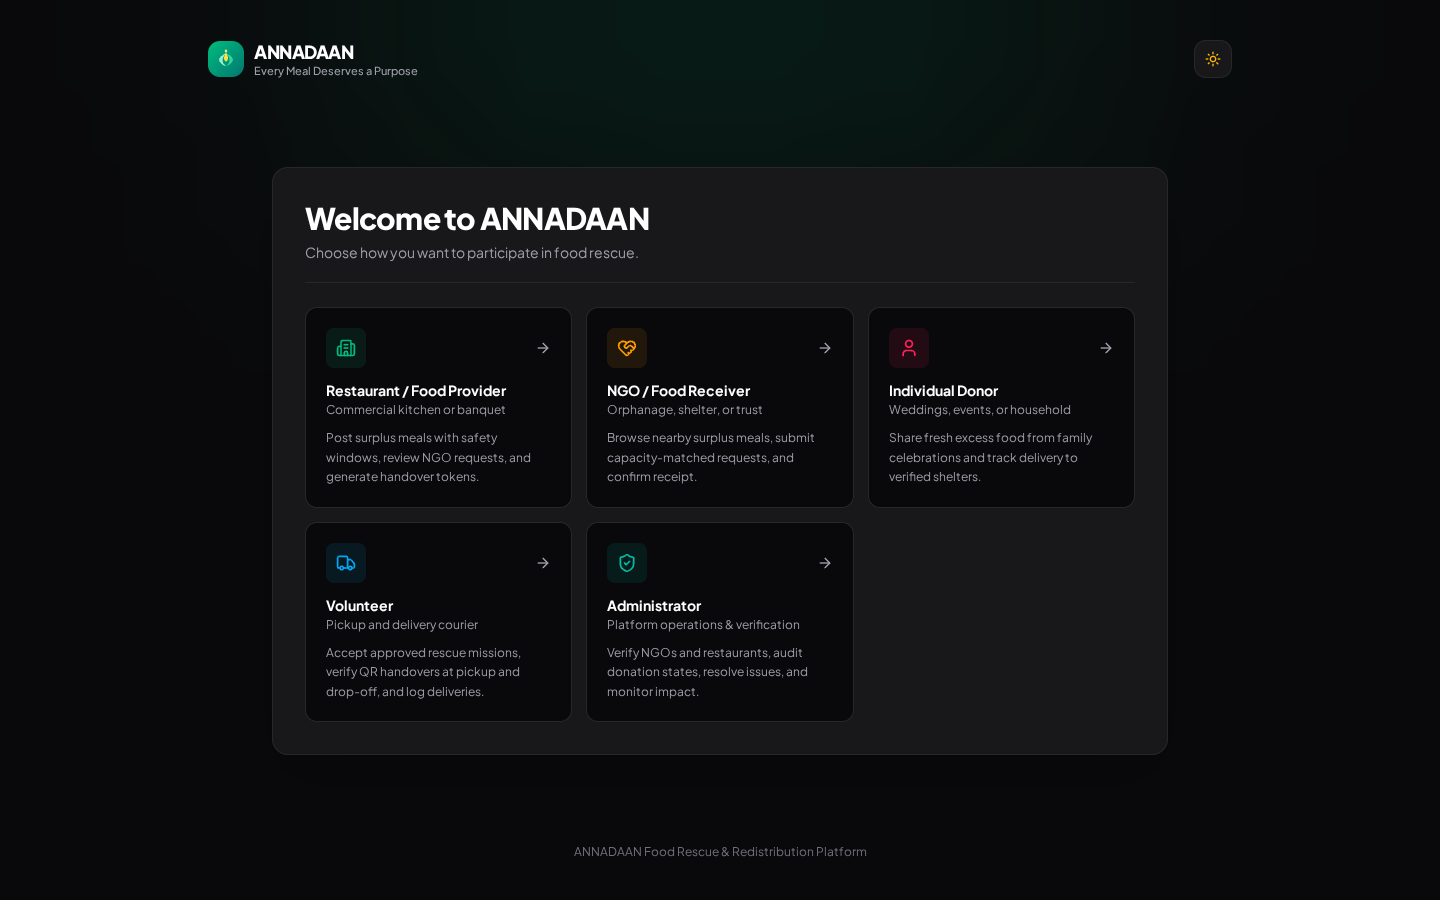 ANNADAAN
Every Meal Deserves a Purpose
Welcome to ANNADAAN
Choose how you want to participate in food rescue.
Restaurant / Food Provider
Commercial kitchen or banquet
Post surplus meals with safety
windows, review NGO requests, and
generate handover tokens.
NGO / Food Receiver
Orphanage, shelter, or trust
Browse nearby surplus meals, submit
capacity-matched requests, and
confirm receipt.
Individual Donor
Weddings, events, or household
Share fresh excess food from family
celebrations and track delivery to
verified shelters.
Volunteer
Pickup and delivery courier
Accept approved rescue missions,
verify QR handovers at pickup and
drop-off, and log deliveries.
Administrator
Platform operations & verification
Verify NGOs and restaurants, audit
donation states, resolve issues, and
monitor impact.
ANNADAAN Food Rescue & Redistribution Platform